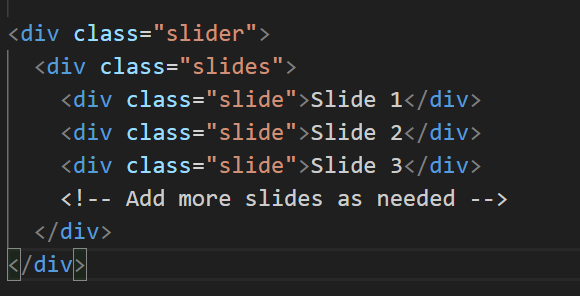 <div class="slider">
<div class="slides">
<div class="slide">Slide 1</div>
<div class="slide">Slide 2</div>
<div class="slide">Slide 3</div>
<!-- Add more slides as needed -->
</div>
</div>